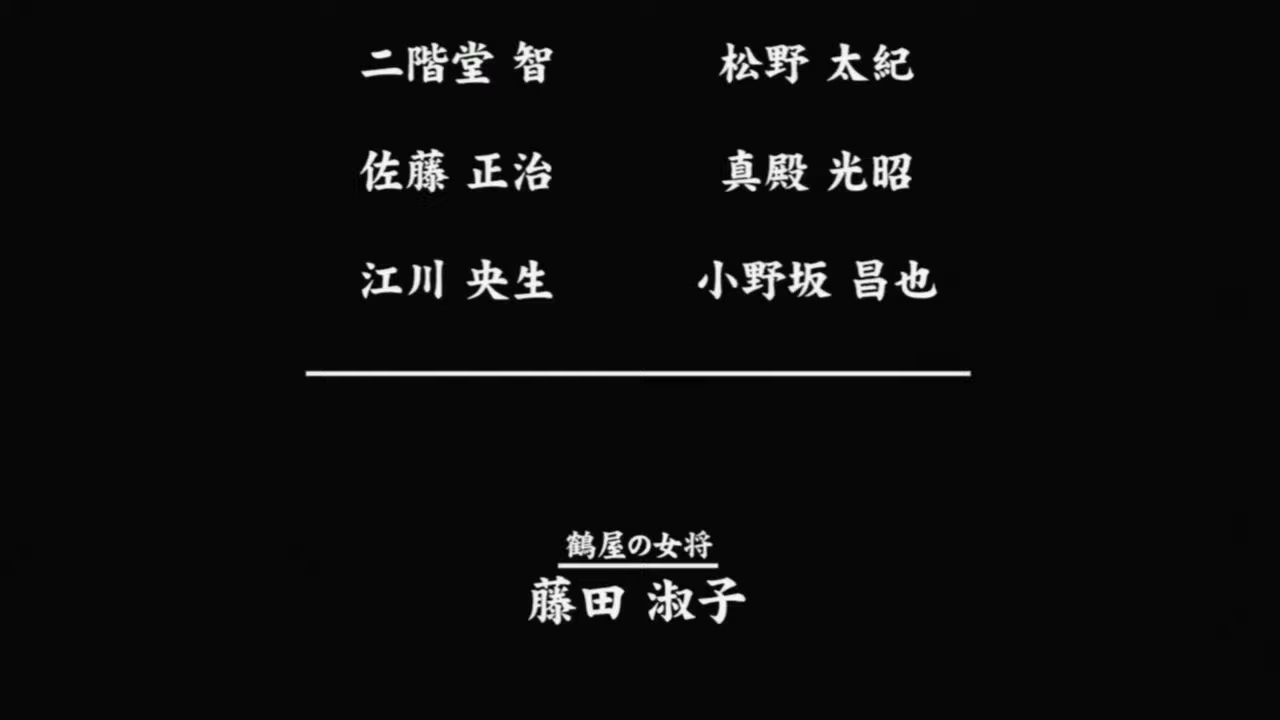 二階堂 智 松野 太紀
佐藤 正治 真殿 光昭
江川 央生 小野坂 昌也
鶴屋の女将
藤田 淑子